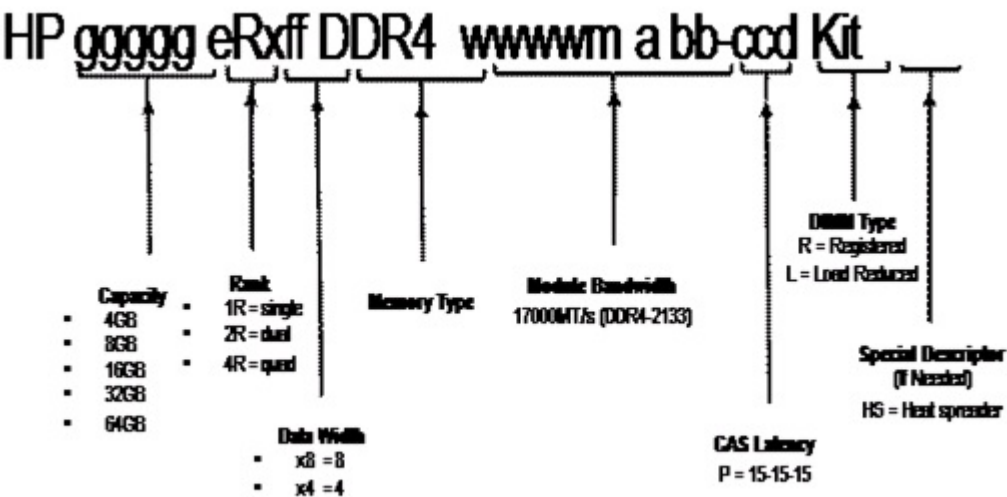 HP ggggg eRxff DDR4 wwwwm a bb-ccd Kit
Capacity
▪ 4GB
▪ 8GB
▪ 16GB
▪ 32GB
▪ 64GB
Rank
▪ 1R = single
▪ 2R = dual
▪ 4R = quad
Data Width
▪ x8 = 8
▪ x4 = 4
Memory Type
Module Bandwidth
17000MT/s (DDR4-2133)
CAS Latency
P = 15-15-15
DIMM Type
R = Registered
L = Load Reduced
Special Descriptor
(If Needed)
HS = Heat spreader